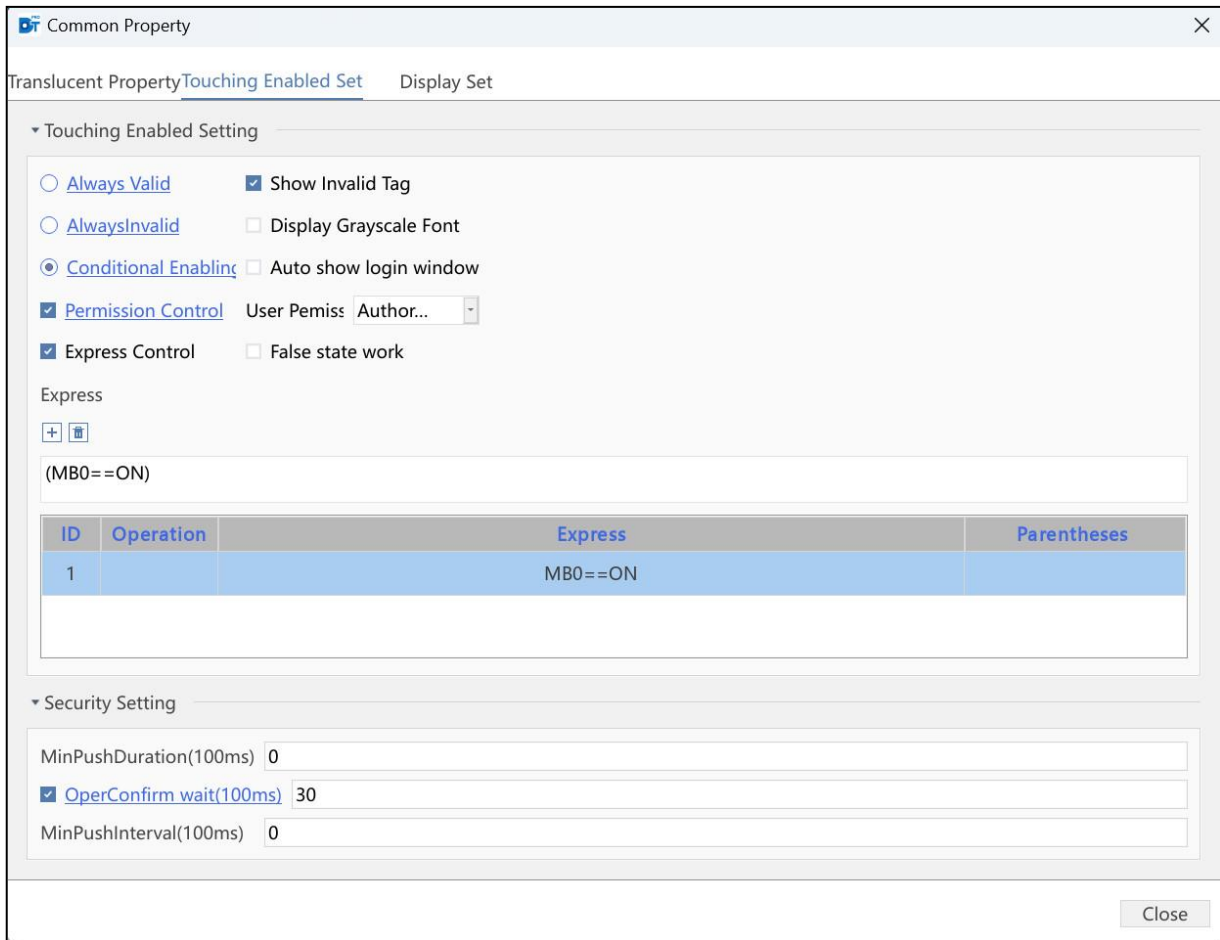 Common Property
Translucent Property Touching Enabled Set Display Set
Touching Enabled Setting
Always Valid Show Invalid Tag
AlwaysInvalid Display Grayscale Font
Conditional Enabling Auto show login window
Permission Control User Pemiss Author...
Express Control False state work
Express
(MB0==ON)
ID Operation Express Parentheses
1 MB0==ON
Security Setting
MinPushDuration(100ms) 0
OperConfirm wait(100ms) 30
MinPushInterval(100ms) 0
Close